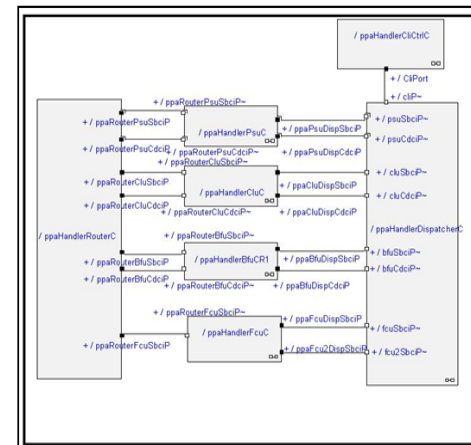 / ppaHandlerCliCtrlC
+ / CliPort
+ / cliP~
+ / ppaRouterPsuSbciP~
+ / ppaRouterPsuSbciP
+ / psuSbciP~
+ / ppaPsuDispSbciP
/ ppaHandlerPsuC
+ / ppaPsuDispCdciP
+ / psuCdciP~
+ / ppaRouterPsuCdciP
+ / ppaRouterPsuCdciP~
+ / ppaRouterCluSbciP~
+ / ppaRouterCluSbciP
+ / ppaCluDispSbciP
+ / cluSbciP~
/ ppaHandlerCluC
+ / ppaRouterCluCdciP
+ / ppaCluDispCdciP
+ / cluCdciP~
+ / ppaRouterCluCdciP~
/ ppaHandlerRouterC
/ ppaHandlerDispatcherC
+ / ppaRouterBfuSbciP~
+ / bfuSbciP~
+ / ppaRouterBfuSbciP
/ ppaHandlerBfuCR1
+ / ppaBfuDispSbciP
+ / bfuCdciP~
+ / ppaRouterBfuCdciP
+ / ppaRouterBfuCdciP~
+ / ppaBfuDispCdciP
+ / ppaRouterFcuSbciP~
+ / ppaFcuDispSbciP
+ / fcuSbciP~
/ ppaHandlerFcuC
+ / ppaRouterFcuSbciP
+ / ppaFcu2DispSbciP
+ / fcu2SbciP~